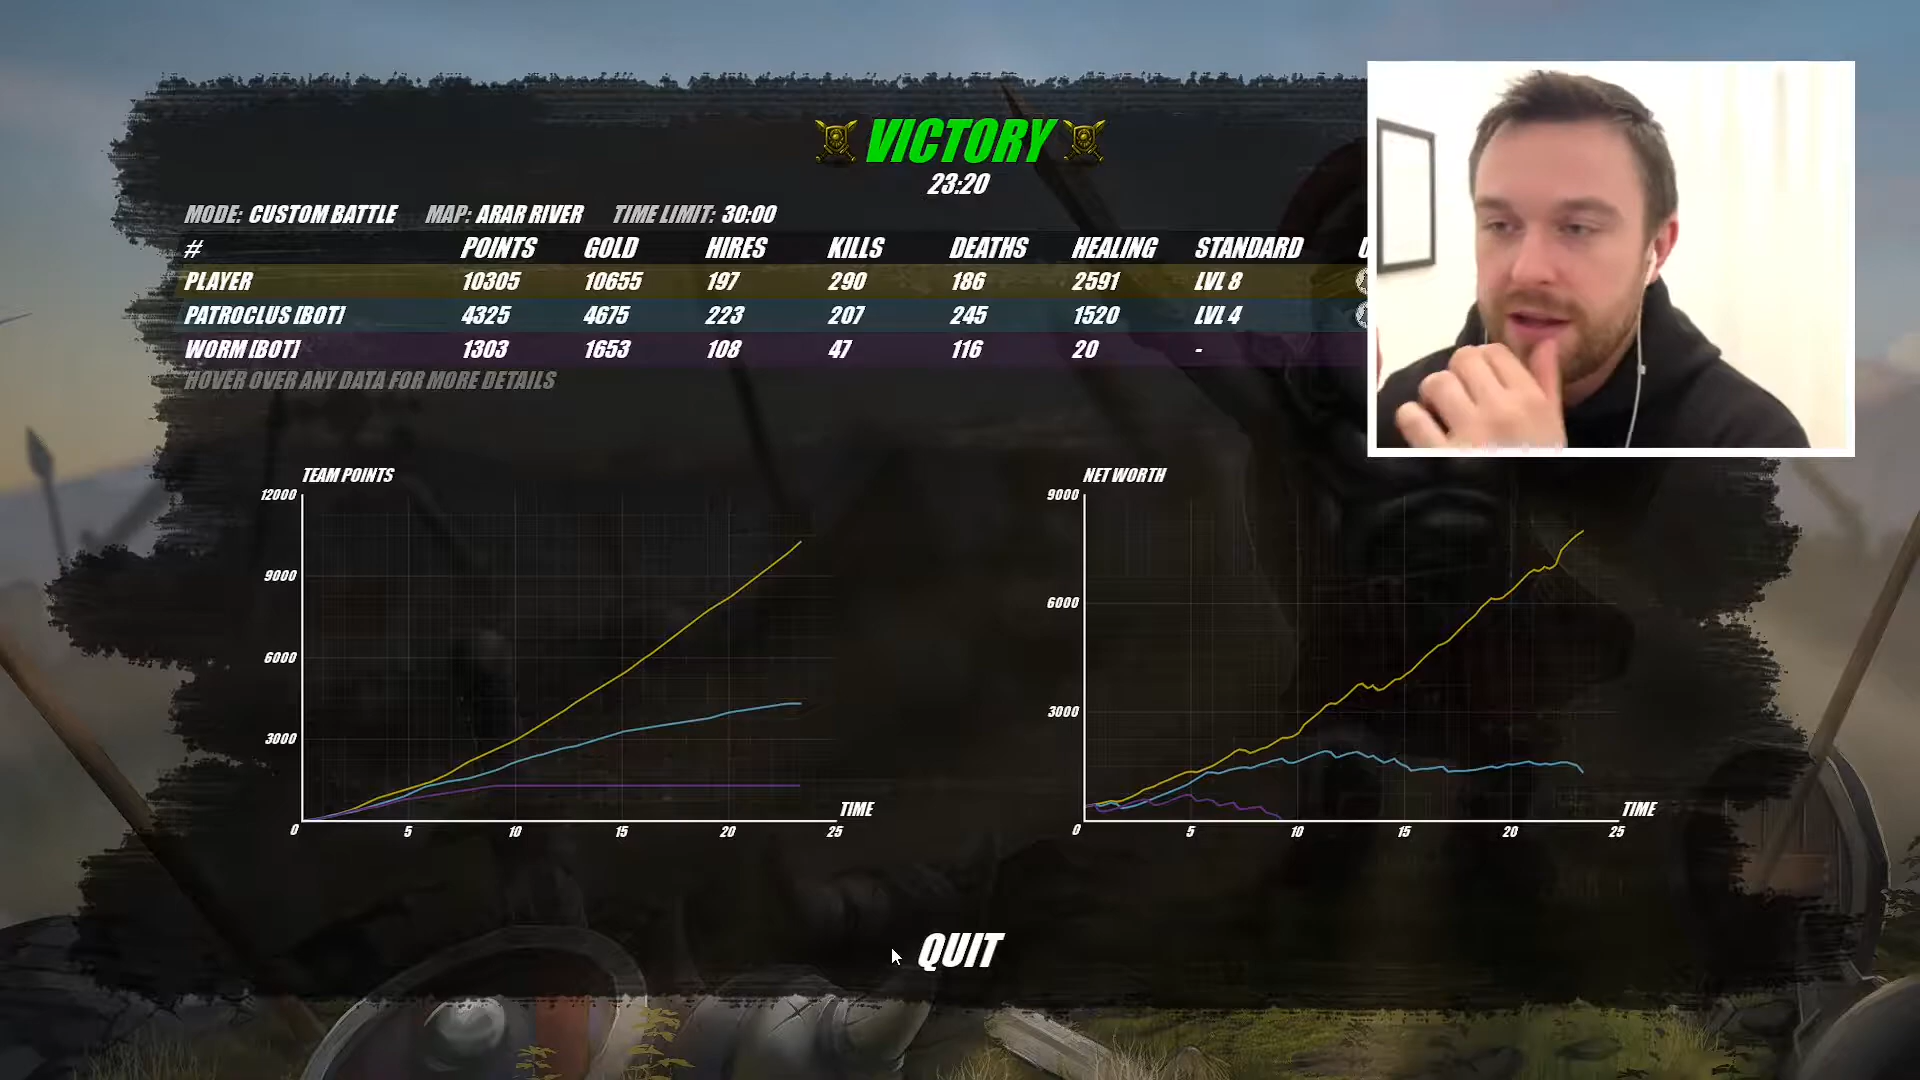 VICTORY
23:20
MODE: CUSTOM BATTLE MAP: ARAR RIVER TIME LIMIT: 30:00
# POINTS GOLD HIRES KILLS DEATHS HEALING STANDARD
PLAYER 10305 10655 197 290 186 2591 LVL 8
PATROCLUS [BOT] 4325 4675 223 207 245 1520 LVL 4
WORM [BOT] 1303 1653 108 47 116 20 -
HOVER OVER ANY DATA FOR MORE DETAILS
TEAM POINTS
12000
9000
6000
3000
0 5 10 15 20 25
TIME
NET WORTH
9000
6000
3000
0 5 10 15 20 25
TIME
QUIT